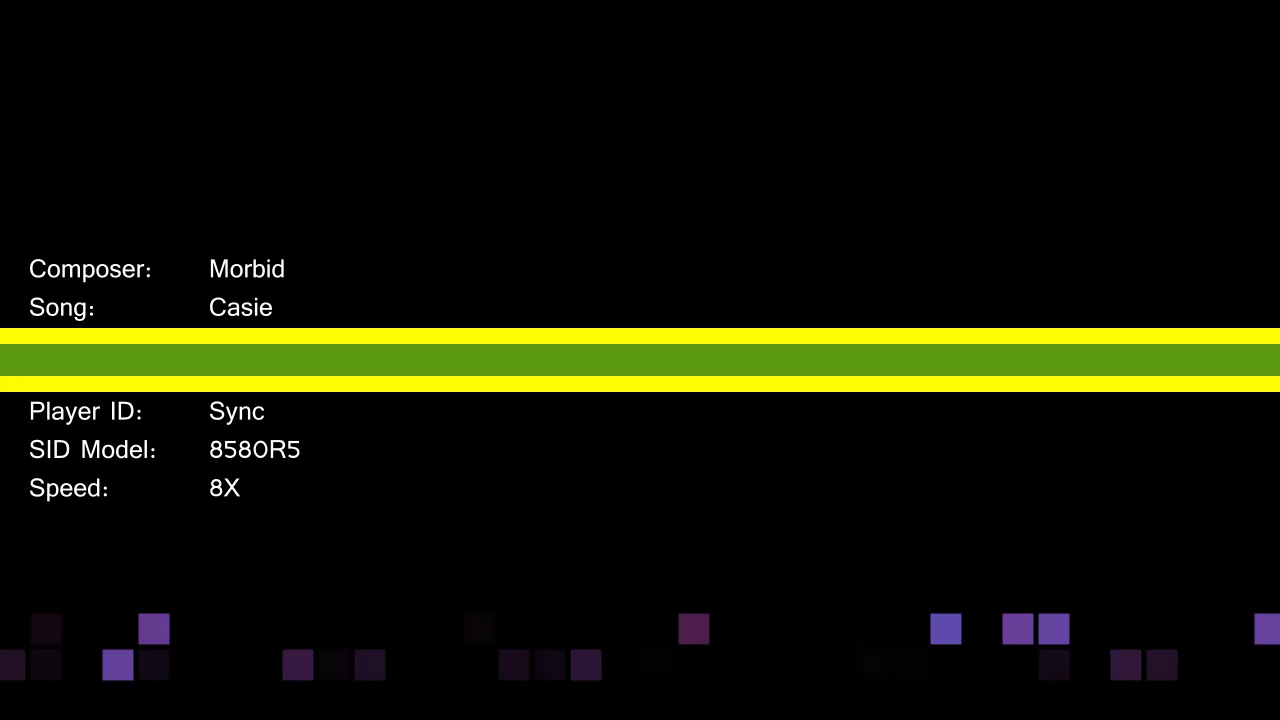 Composer: Morbid
Song: Casie
Player ID: Sync
SID Model: 8580R5
Speed: 8X